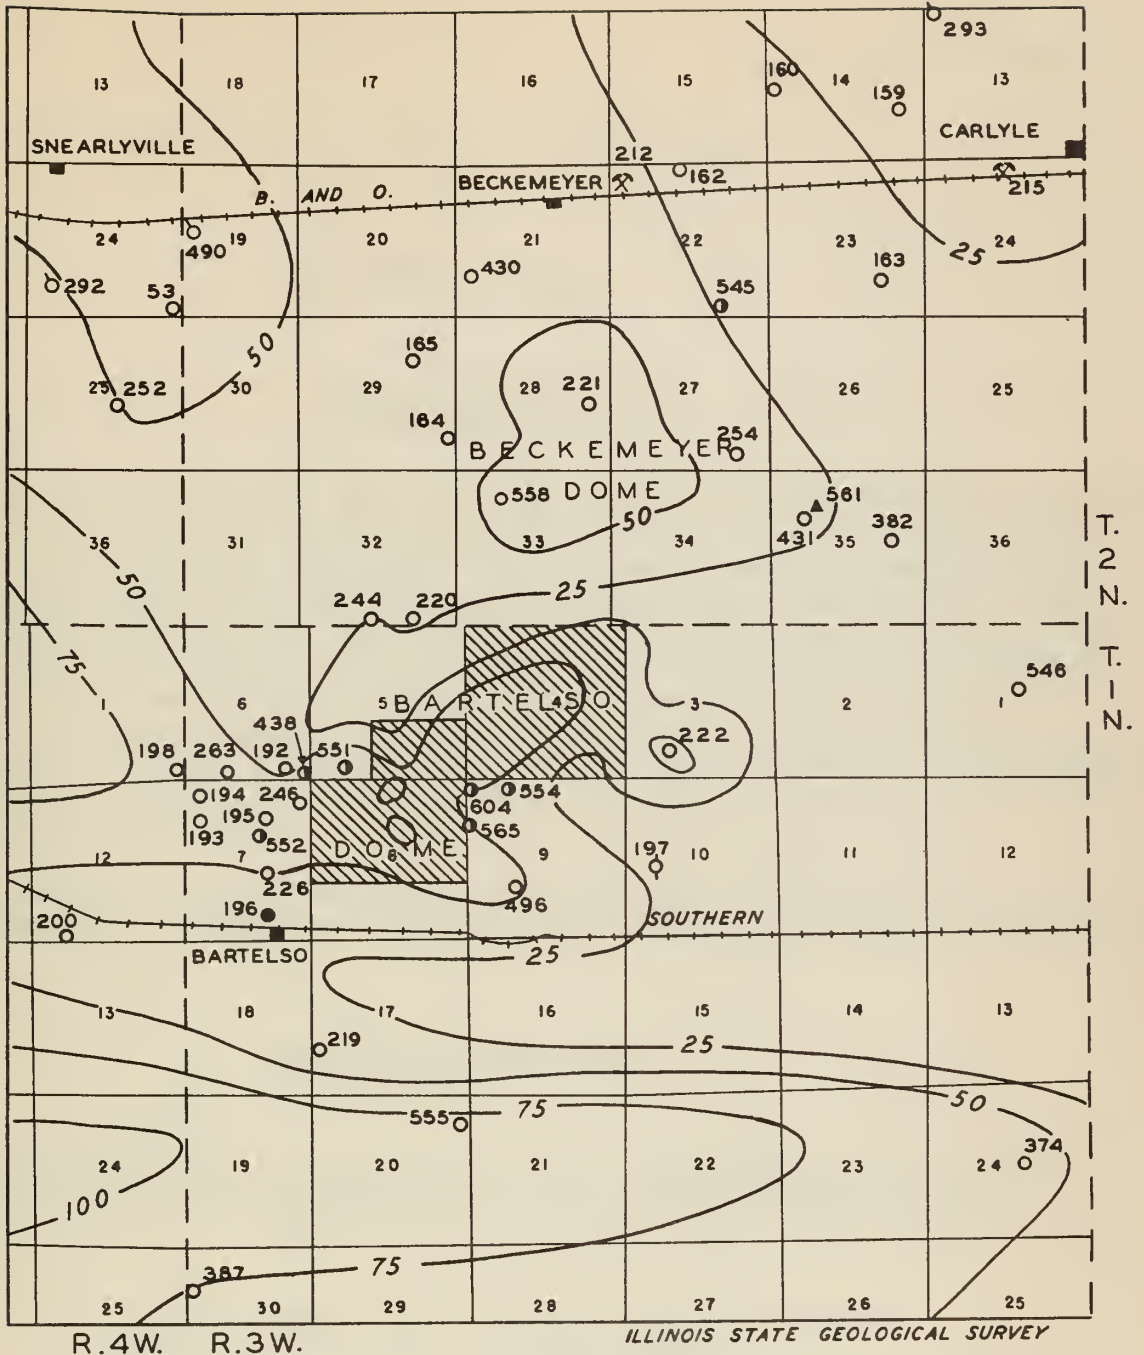 293
160
13 18 17 16 15 14 159 13
SNEARLYVILLE
CARLYLE
212
BECKEMEYER
162
215
B. AND O.
24 19 20 21 22 23 24
490
25
292
53
430
545
163
50
165
25 252 30 29 28 221 27 26 25
164
254
BECKEMEYER
558 DOME
561
50
431
382
36 31 32 33 34 35 36
T. 2 N.
50
25
244 220
75
T. 1 N.
546
1 6 5 BARTELSO 4 3 2 1
438
222
198 263 192 551
194 246 604 554
193 195 565
552
12 7 DOME 8 9 197 10 11 12
226
496
196
200
SOUTHERN
BARTELSO
25
13 18 17 16 15 14 13
219
25
555 75 50
374
24 19 20 21 22 23 24
100
75
387
25 30 29 28 27 26 25
R.4W. R.3W.
ILLINOIS STATE GEOLOGICAL SURVEY